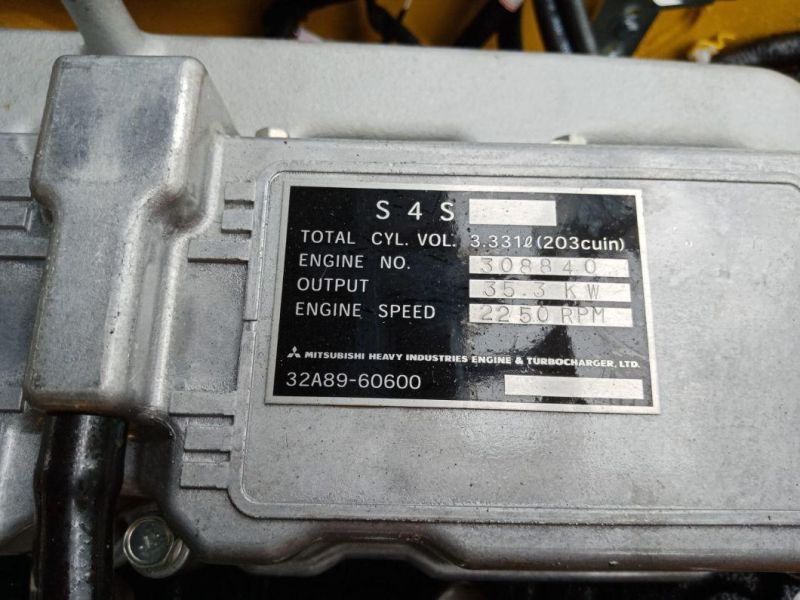 S4S
TOTAL CYL. VOL. 3.331ℓ(203cuin)
ENGINE NO. 308840
OUTPUT 35.3 KW
ENGINE SPEED 2250 RPM
MITSUBISHI HEAVY INDUSTRIES ENGINE & TURBOCHARGER, LTD.
32A89-60600